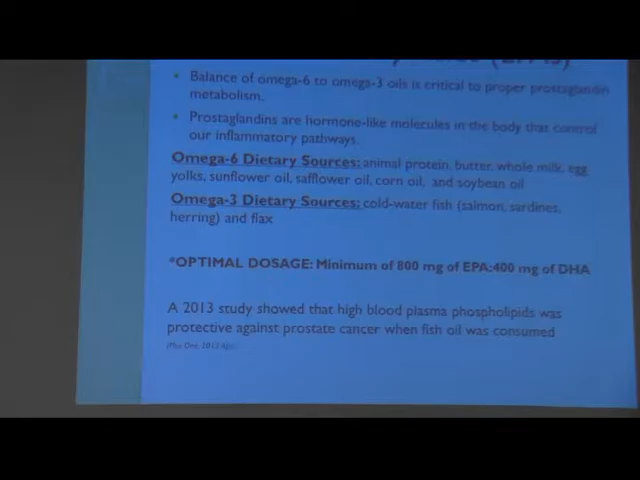 • Balance of omega-6 to omega-3 oils is critical to proper prostaglandin
metabolism.
• Prostaglandins are hormone-like molecules in the body that control
our inflammatory pathways.
Omega-6 Dietary Sources: animal protein, butter, whole milk, egg
yolks, sunflower oil, safflower oil, corn oil, and soybean oil
Omega-3 Dietary Sources: cold-water fish (salmon, sardines,
herring) and flax
*OPTIMAL DOSAGE: Minimum of 800 mg of EPA:400 mg of DHA
A 2013 study showed that high blood plasma phospholipids was
protective against prostate cancer when fish oil was consumed